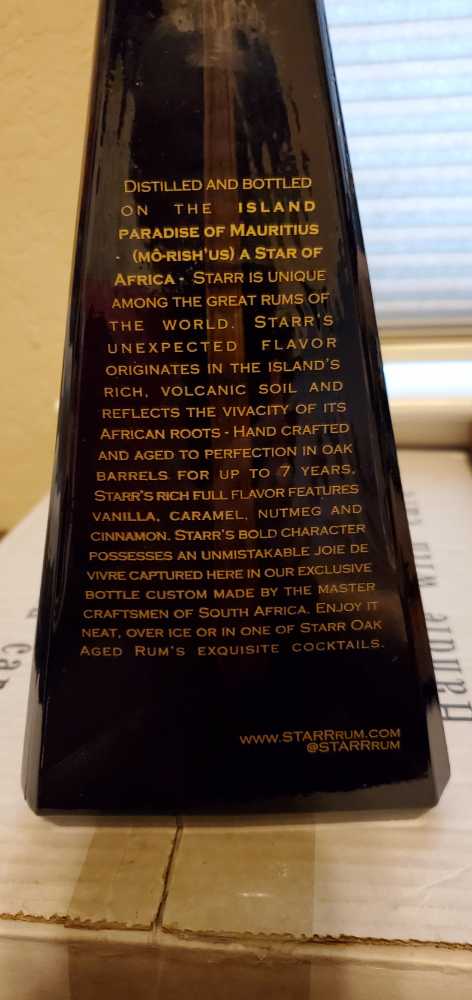 DISTILLED AND BOTTLED
ON THE ISLAND
PARADISE OF MAURITIUS
- (MÔ-RISH'US) A STAR OF
AFRICA - STARR IS UNIQUE
AMONG THE GREAT RUMS OF
THE WORLD. STARR'S
UNEXPECTED FLAVOR
ORIGINATES IN THE ISLAND'S
RICH, VOLCANIC SOIL AND
REFLECTS THE VIVACITY OF ITS
AFRICAN ROOTS - HAND CRAFTED
AND AGED TO PERFECTION IN OAK
BARRELS FOR UP TO 7 YEARS,
STARR'S RICH FULL FLAVOR FEATURES
VANILLA, CARAMEL, NUTMEG AND
CINNAMON. STARR'S BOLD CHARACTER
POSSESSES AN UNMISTAKABLE JOIE DE
VIVRE CAPTURED HERE IN OUR EXCLUSIVE
BOTTLE CUSTOM MADE BY THE MASTER
CRAFTSMEN OF SOUTH AFRICA. ENJOY IT
NEAT, OVER ICE OR IN ONE OF STARR OAK
AGED RUM'S EXQUISITE COCKTAILS.
WWW.STARRRUM.COM
@STARRRUM
Handle with